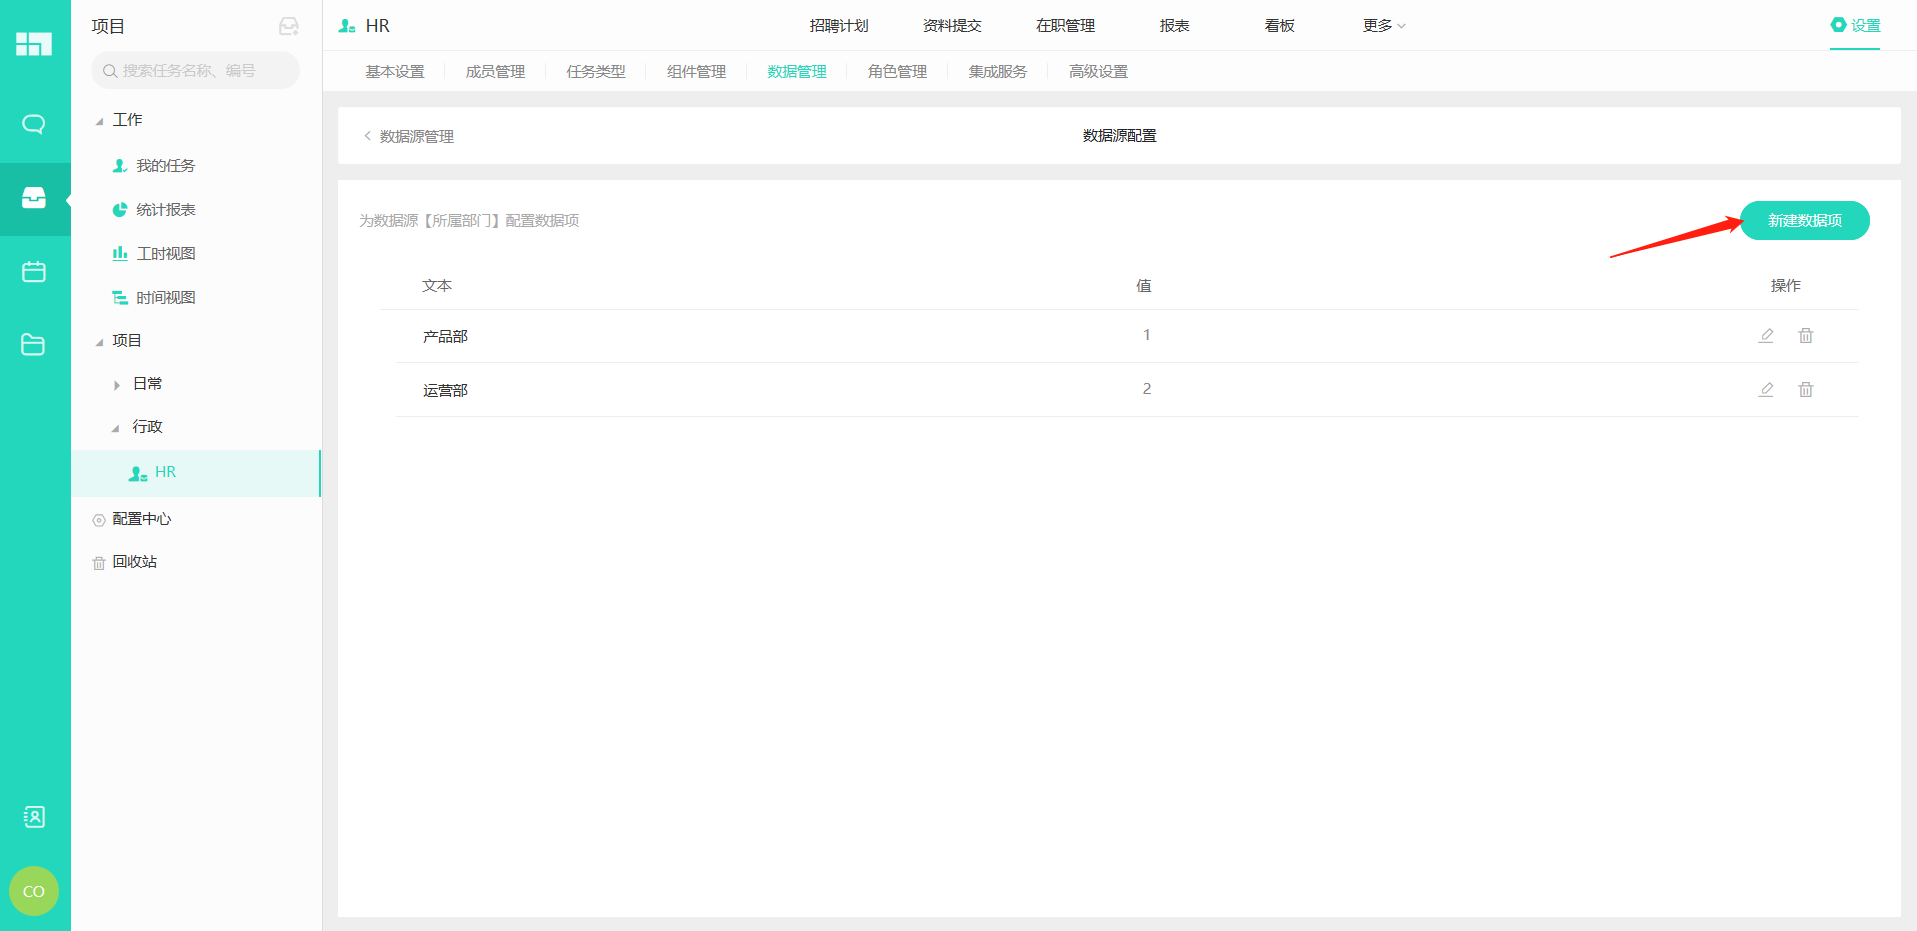 项目
搜索任务名称、编号
工作
我的任务
统计报表
工时视图
时间视图
项目
日常
行政
HR
配置中心
回收站
CO
HR 招聘计划 资料提交 在职管理 报表 看板 更多 设置
基本设置 成员管理 任务类型 组件管理 数据管理 角色管理 集成服务 高级设置
数据源管理 数据源配置
为数据源【所属部门】配置数据项 新建数据项
文本 值 操作
产品部 1
运营部 2